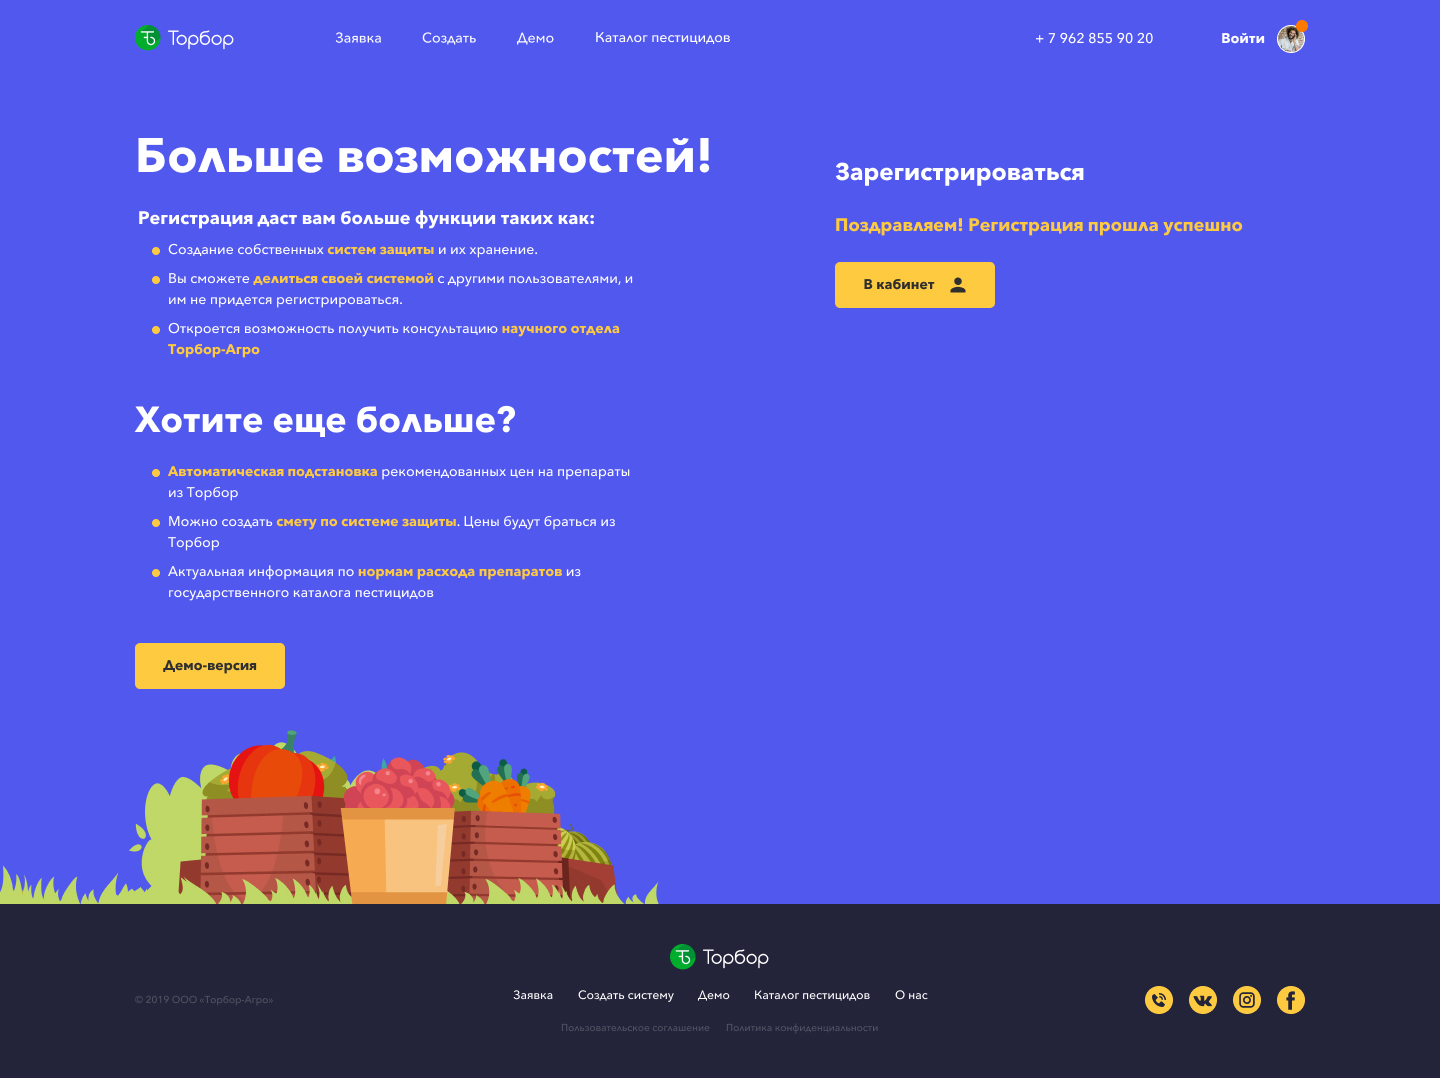 Торбор
Заявка
Создать
Демо
Каталог пестицидов
+ 7 962 855 90 20
Войти
Больше возможностей!
Регистрация даст вам больше функции таких как:
Создание собственных систем защиты и их хранение.
Вы сможете делиться своей системой с другими пользователями, и
им не придется регистрироваться.
Откроется возможность получить консультацию научного отдела
Торбор-Агро
Хотите еще больше?
Автоматическая подстановка рекомендованных цен на препараты
из Торбор
Можно создать смету по системе защиты. Цены будут браться из
Торбор
Актуальная информация по нормам расхода препаратов из
государственного каталога пестицидов
Демо-версия
Зарегистрироваться
Поздравляем! Регистрация прошла успешно
В кабинет
Торбор
© 2019 ООО «Торбор-Агро»
Заявка
Создать систему
Демо
Каталог пестицидов
О нас
Пользовательское соглашение
Политика конфиденциальности